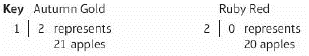 Key Autumn Gold Ruby Red
1 | 2 represents 2 | 0 represents
21 apples 20 apples